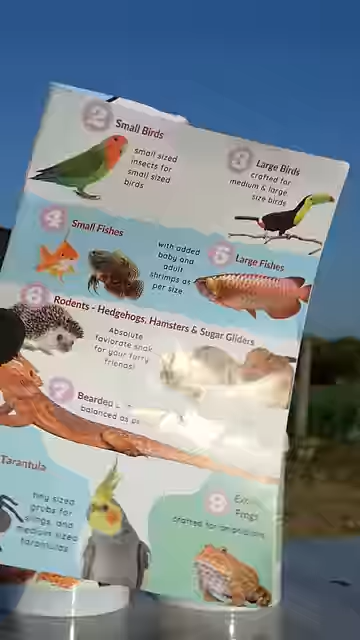 2 Small Birds
small sized
insects for
small sized
birds
3 Large Birds
crafted for
medium & large
size birds
4 Small Fishes
with added
baby and
adult
shrimps as
per size
5 Large Fishes
6 Rodents - Hedgehogs, Hamsters & Sugar Gliders
Absolute
faviorate snak
for your furry
friends!
7 Bearded
balanced as
Tarantula
tiny sized
grubs for
slings, and
medium sized
tarantulas
9
Frogs
crafted for amphibians